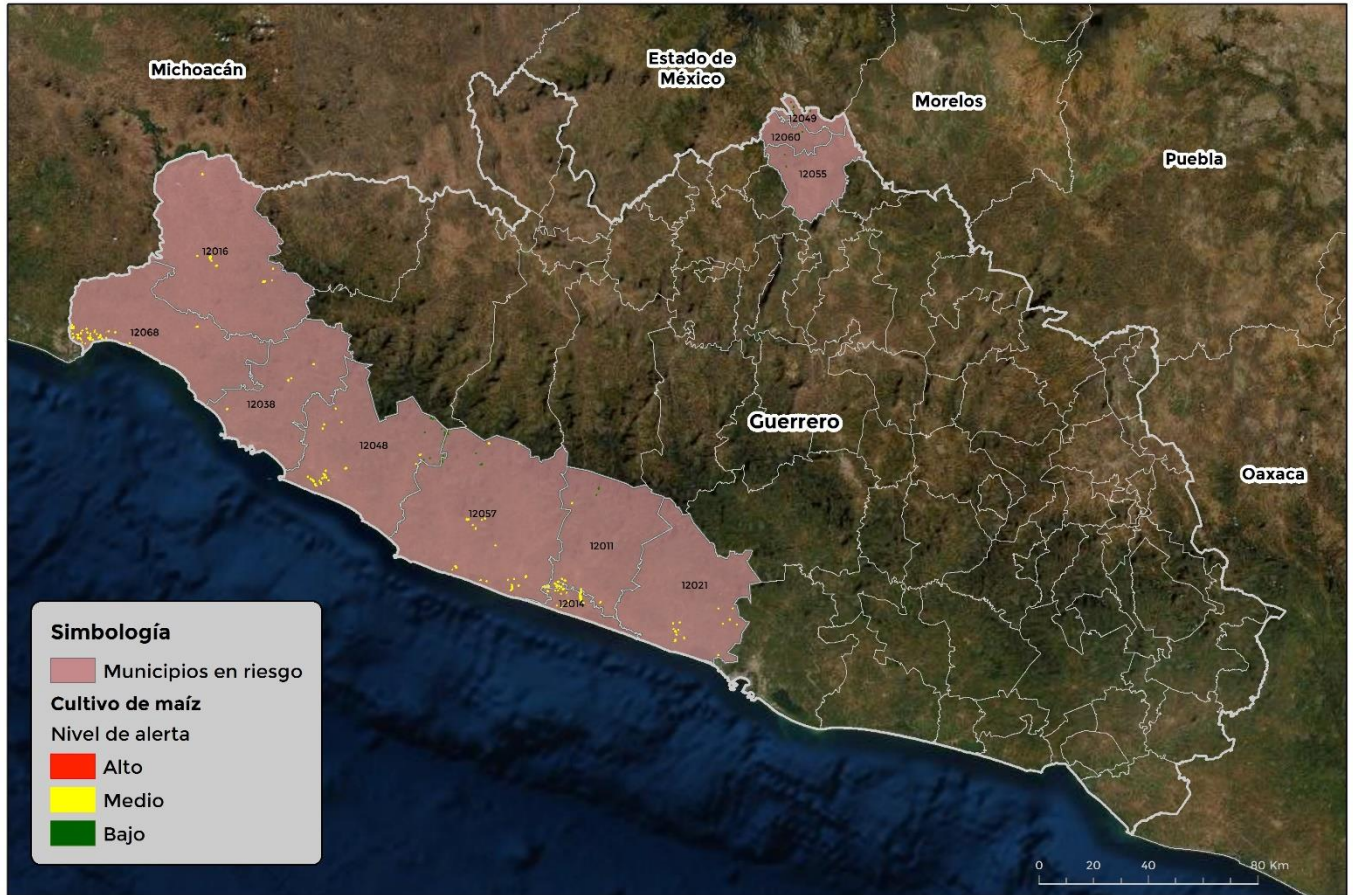 Michoacán
Estado de
México
Morelos
Puebla
12049
12060
12055
12016
12068
12038
12048
Guerrero
Oaxaca
12057
12011
12021
12014
Simbología
Municipios en riesgo
Cultivo de maíz
Nivel de alerta
Alto
Medio
Bajo
0 20 40 80 Km